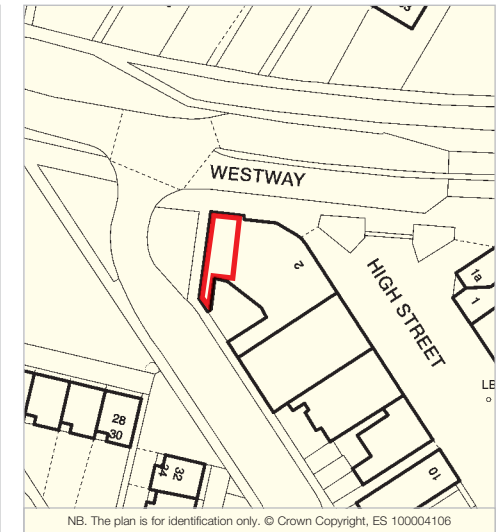 WESTWAY
2
HIGH STREET
1a
1
LE
28
30
32
24
10
NB. The plan is for identification only. © Crown Copyright, ES 100004106